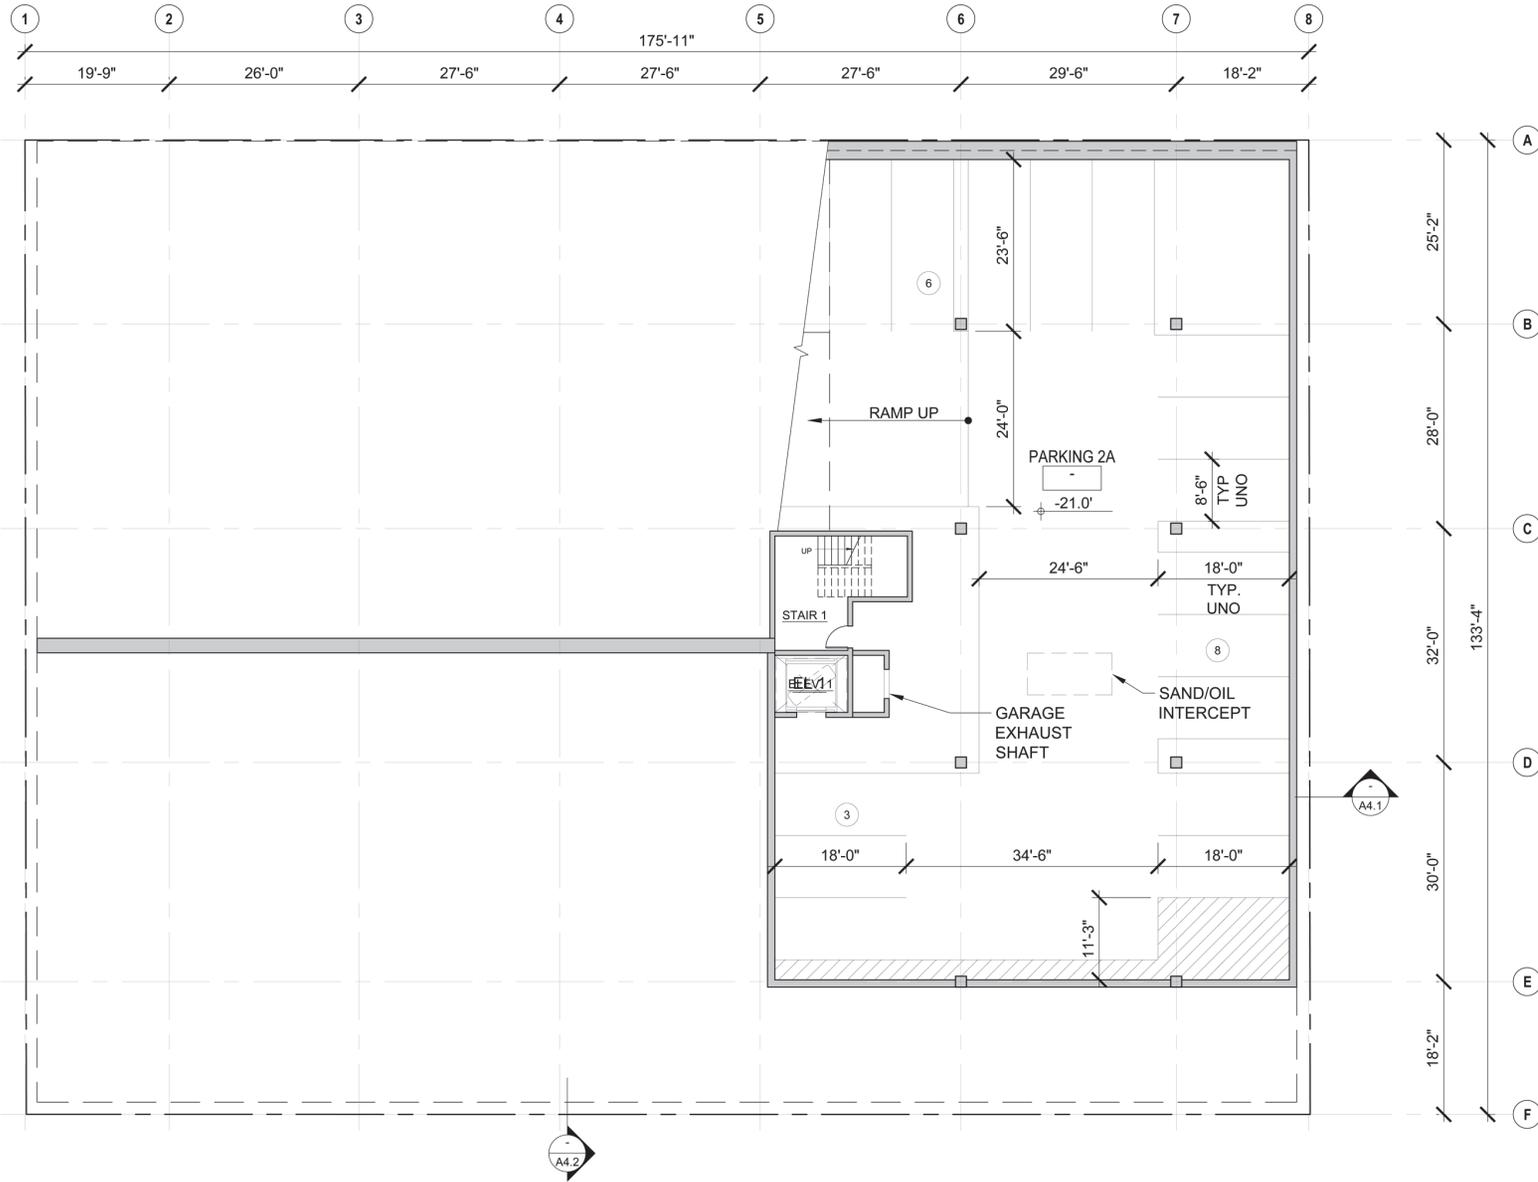 1 2 3 4 5 6 7 8
175'-11"
19'-9" 26'-0" 27'-6" 27'-6" 27'-6" 29'-6" 18'-2"
A
25'-2"
23'-6"
6
B
RAMP UP
24'-0"
28'-0"
PARKING 2A
-
8'-6"
TYP
UNO
-21.0'
C
UP
24'-6" 18'-0"
TYP.
UNO
STAIR 1
133'-4"
32'-0"
8
SAND/OIL
INTERCEPT
GARAGE
EXHAUST
SHAFT
D
-
A4.1
3
18'-0" 34'-6" 18'-0"
30'-0"
11'-3"
E
18'-2"
F
-
A4.2